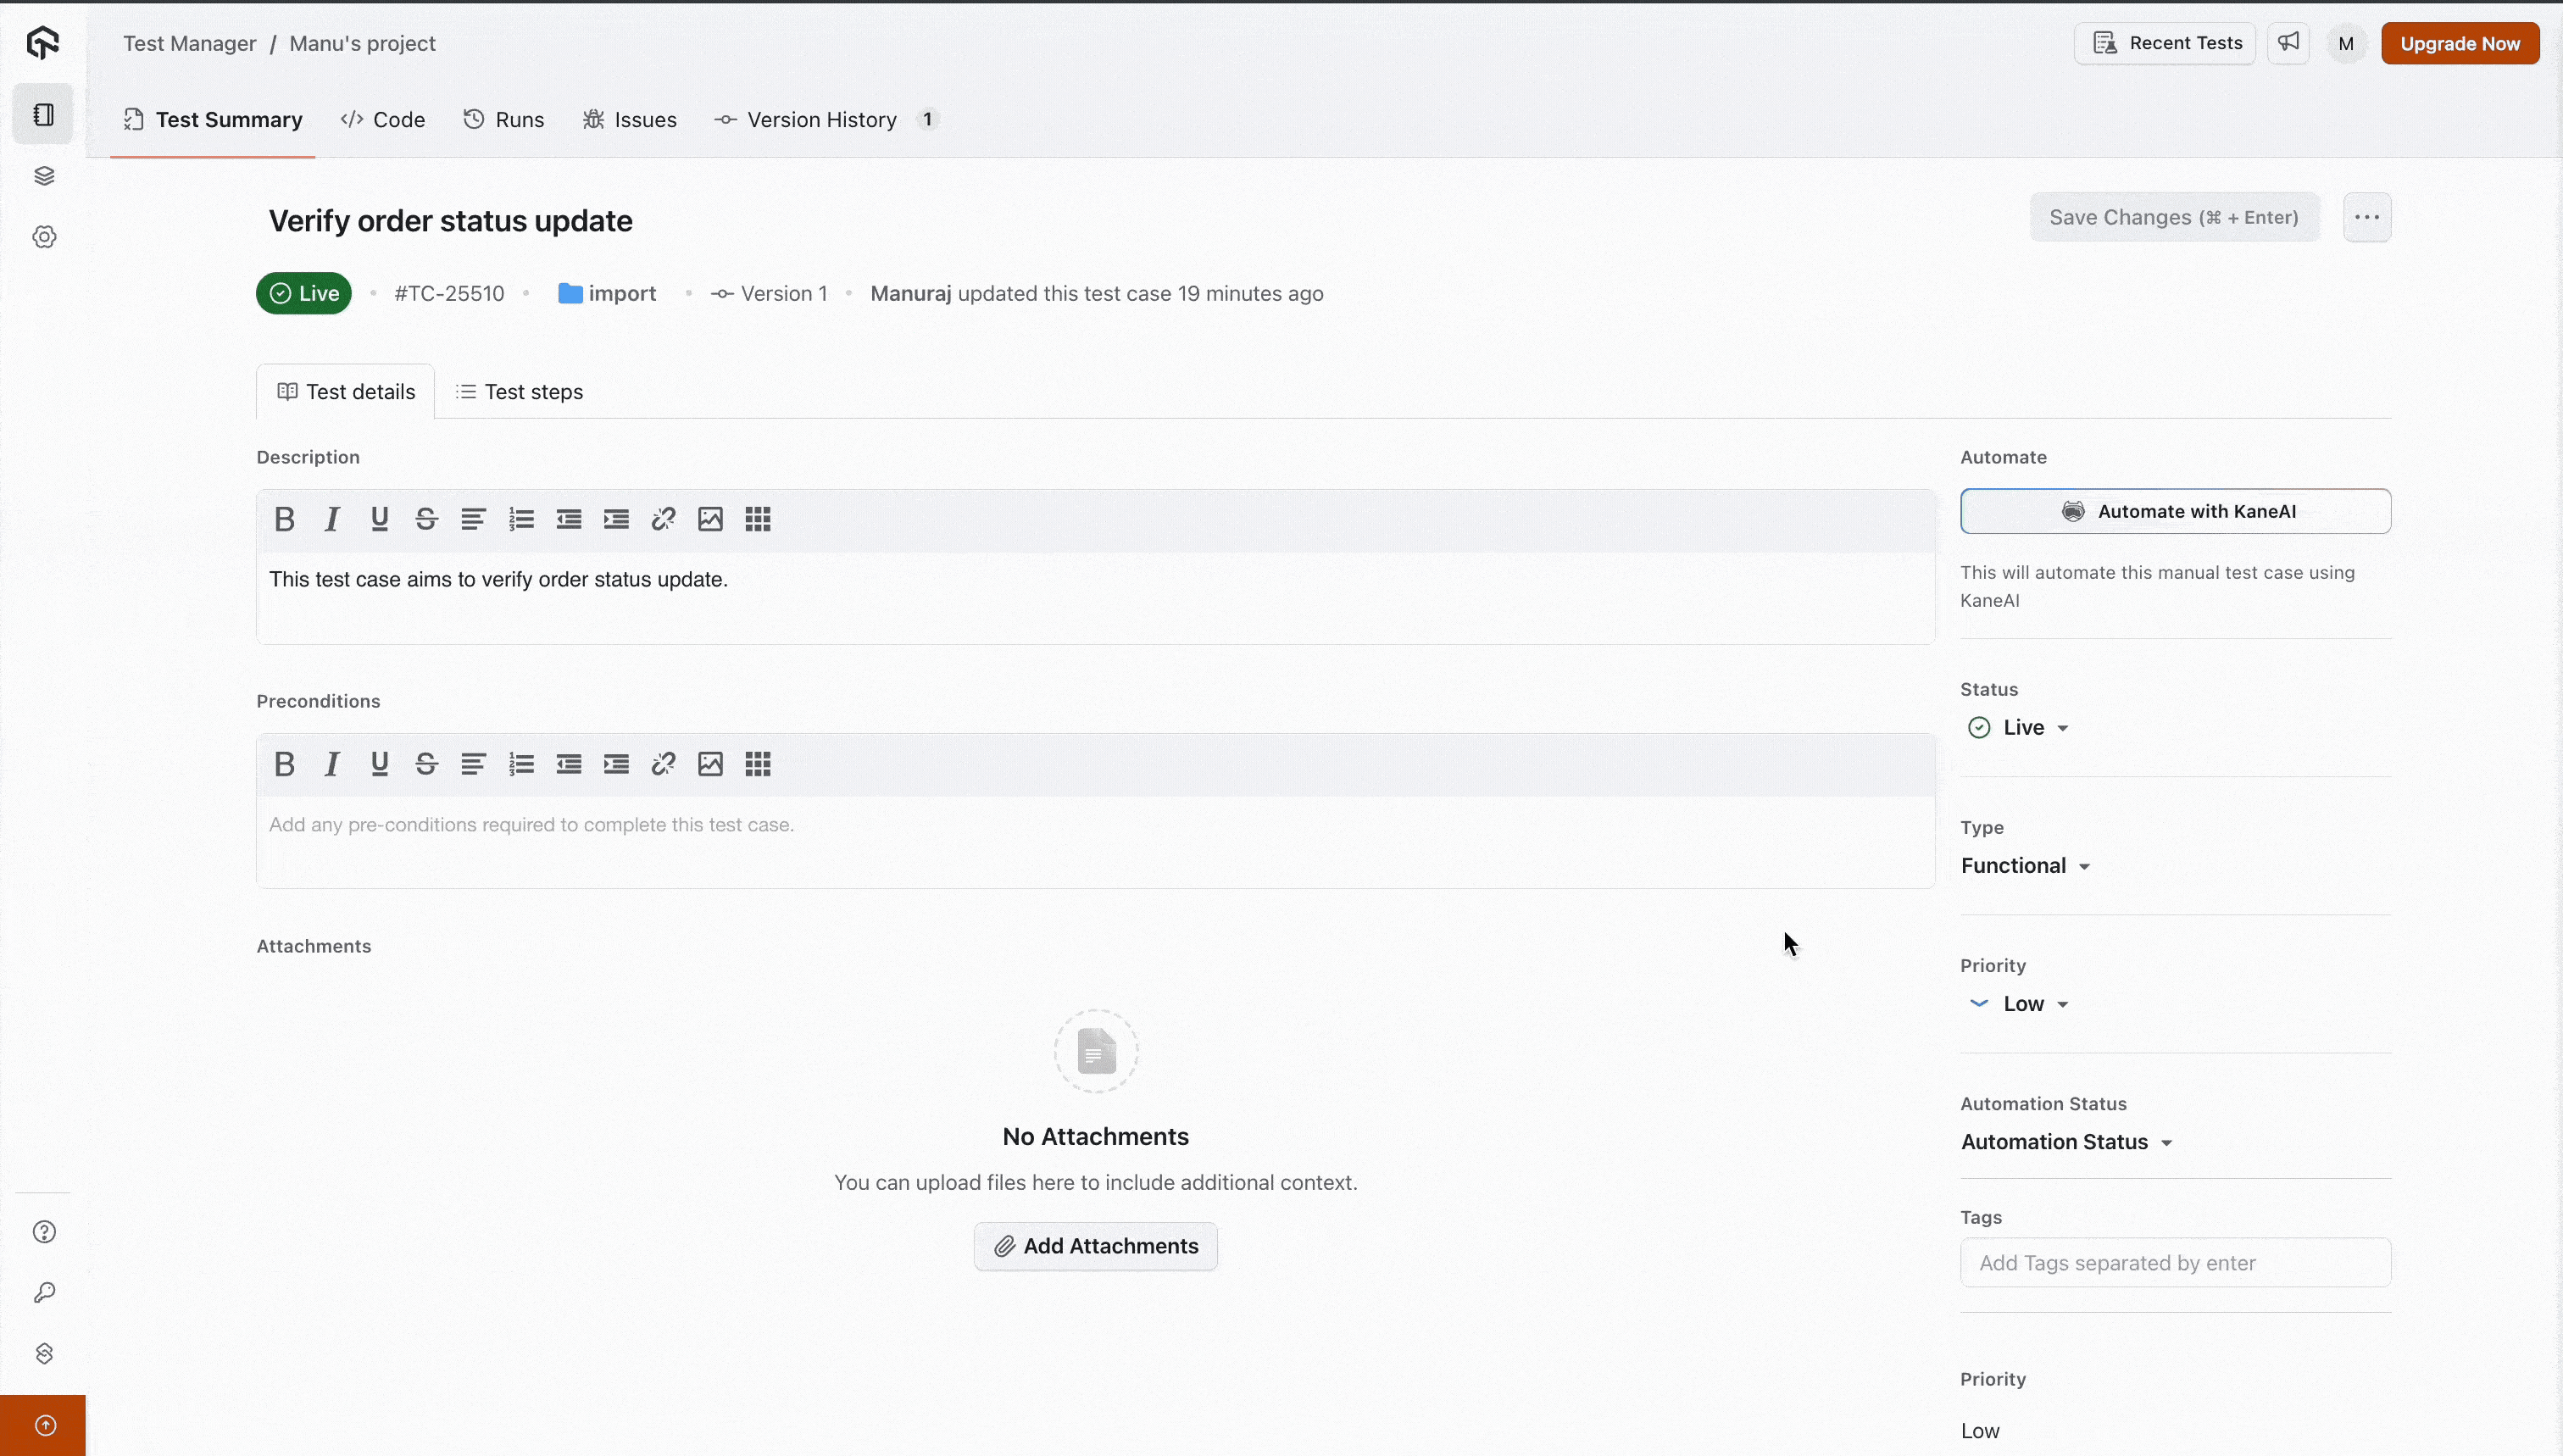 Test Manager / Manu's project
Recent Tests
M
Upgrade Now
Test Summary
Code
Runs
Issues
Version History 1
Verify order status update
Save Changes (⌘ + Enter)
Live
#TC-25510
import
Version 1
Manuraj updated this test case 19 minutes ago
Test details
Test steps
Description
This test case aims to verify order status update.
Preconditions
Add any pre-conditions required to complete this test case.
Attachments
No Attachments
You can upload files here to include additional context.
Add Attachments
Automate
Automate with KaneAI
This will automate this manual test case using
KaneAI
Status
Live
Type
Functional
Priority
Low
Automation Status
Automation Status
Tags
Add Tags separated by enter
Priority
Low